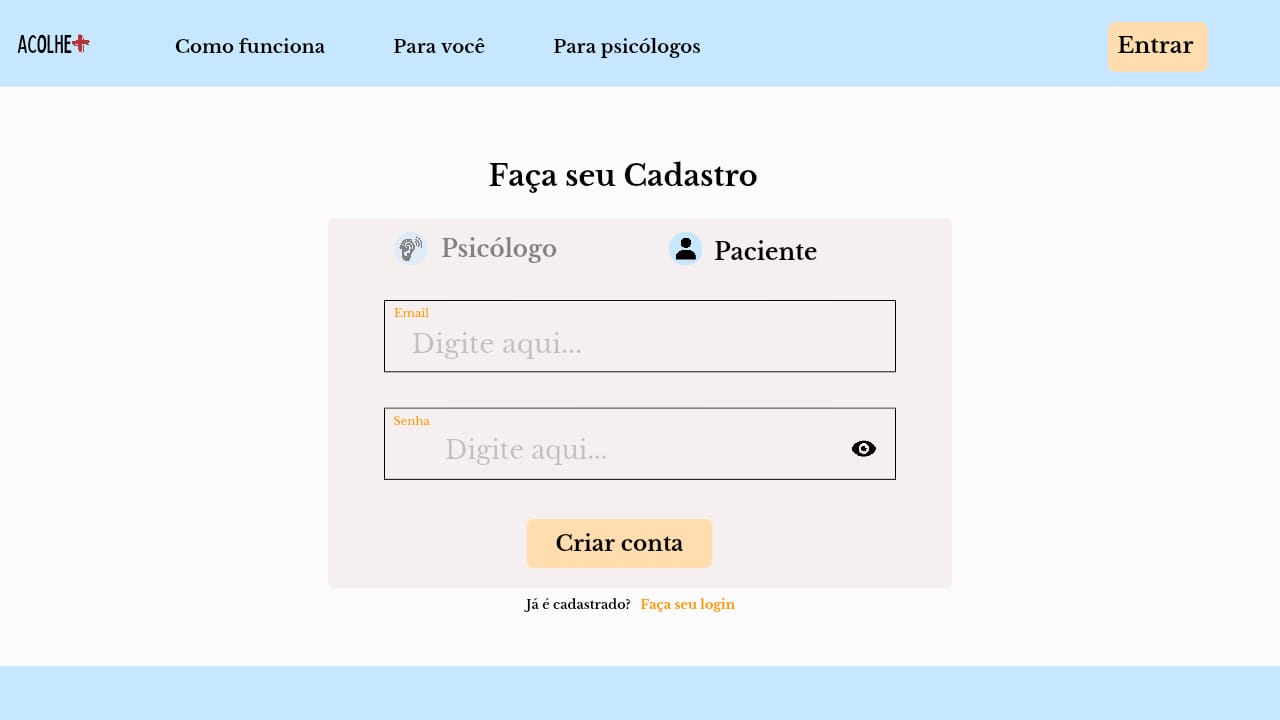 ACOLHE
Como funciona
Para você
Para psicólogos
Entrar
Faça seu Cadastro
Psicólogo
Paciente
Email
Digite aqui...
Senha
Digite aqui...
Criar conta
Já é cadastrado? Faça seu login